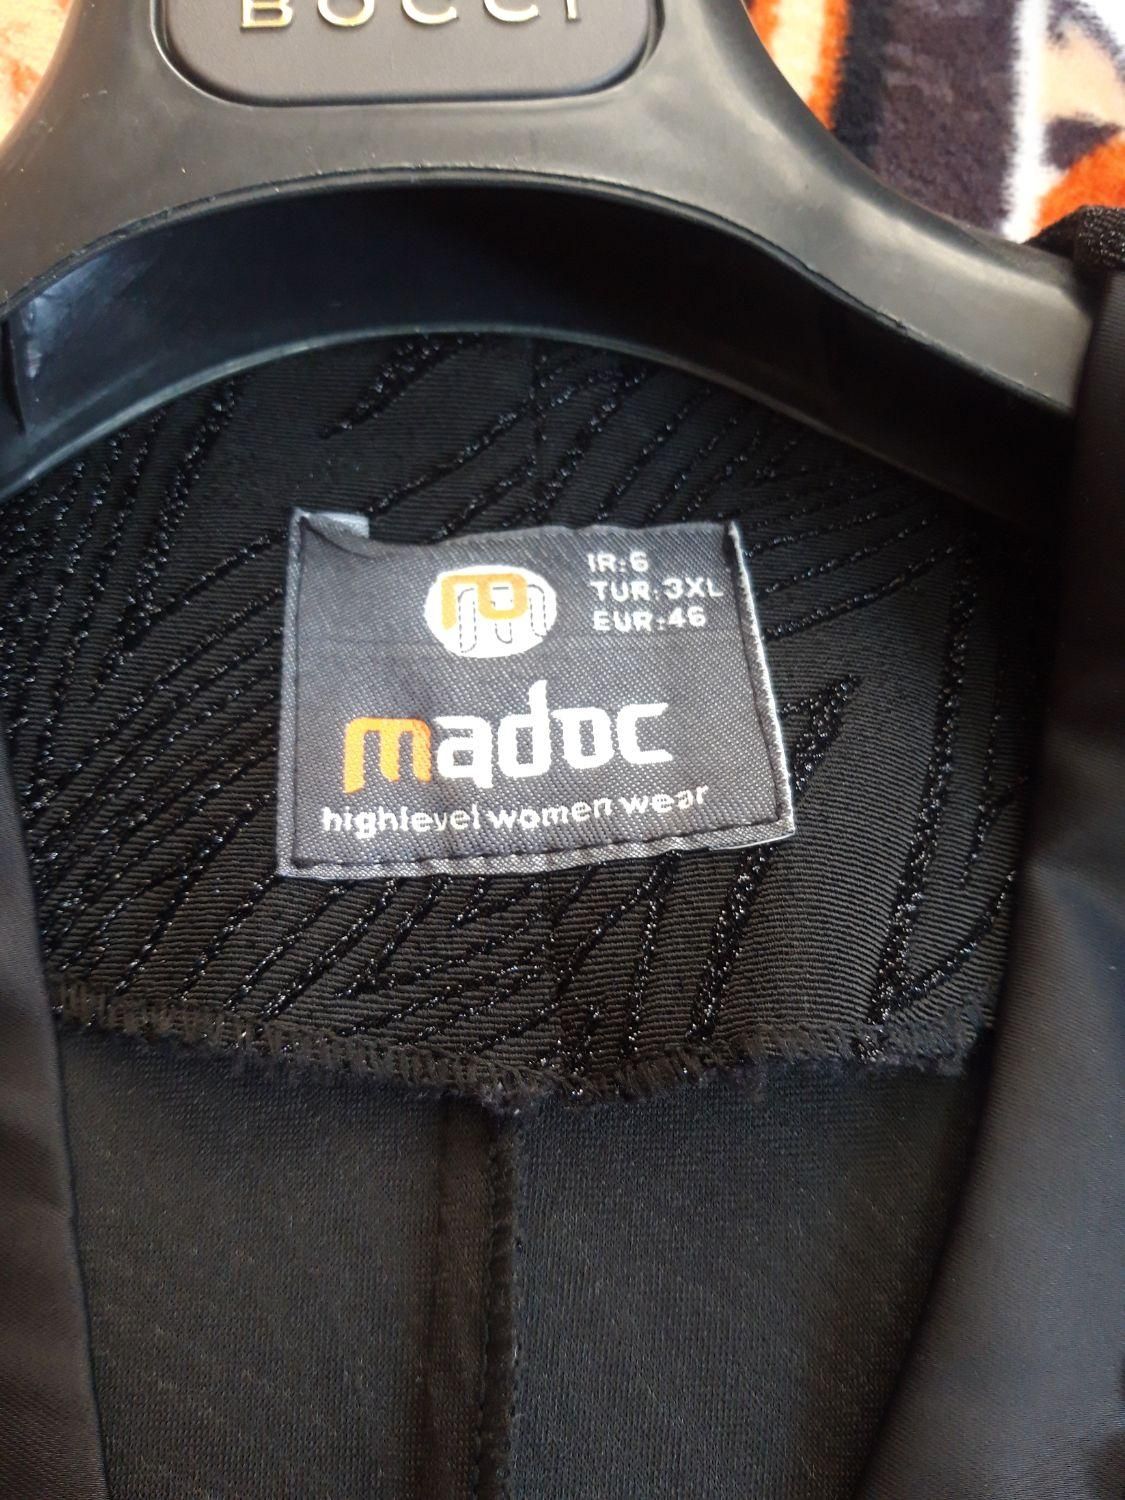 BOCCI
IR:6
TUR:3XL
EUR:46
madoc
highlevel women wear